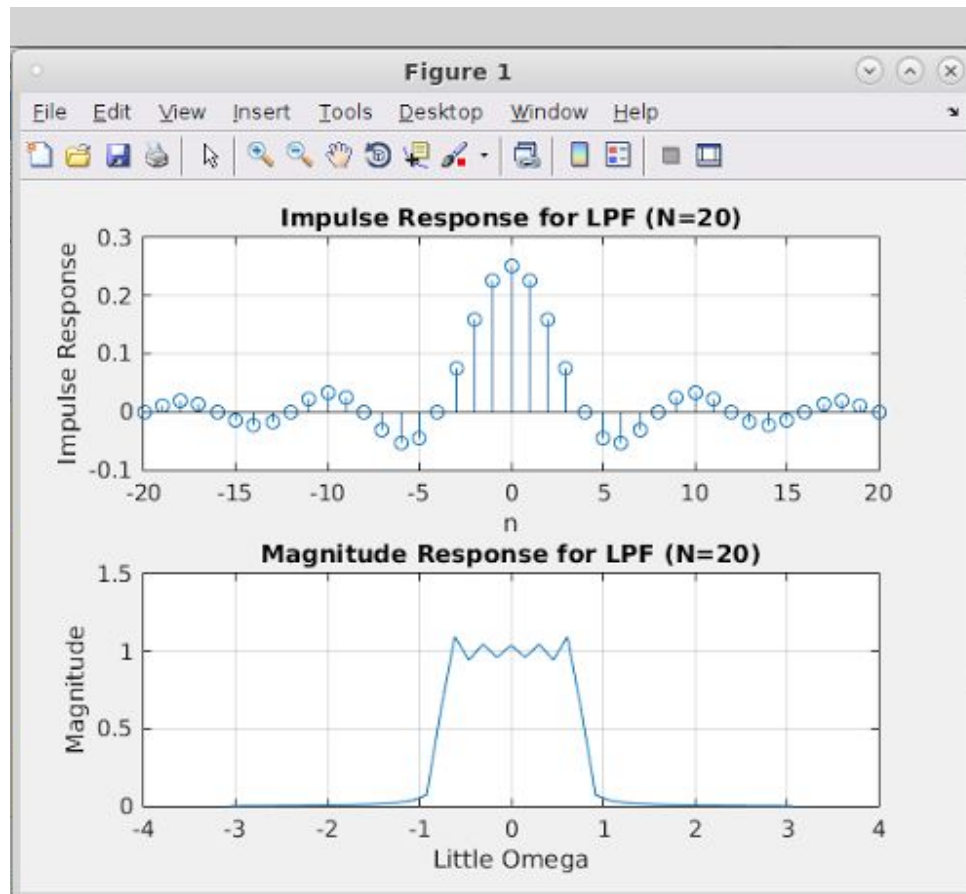 Figure 1
File Edit View Insert Tools Desktop Window Help
Impulse Response for LPF (N=20)
Impulse Response
0.3
0.2
0.1
0
-0.1
-20 -15 -10 -5 0 5 10 15 20
n
Magnitude Response for LPF (N=20)
Magnitude
1.5
1
0.5
0
-4 -3 -2 -1 0 1 2 3 4
Little Omega